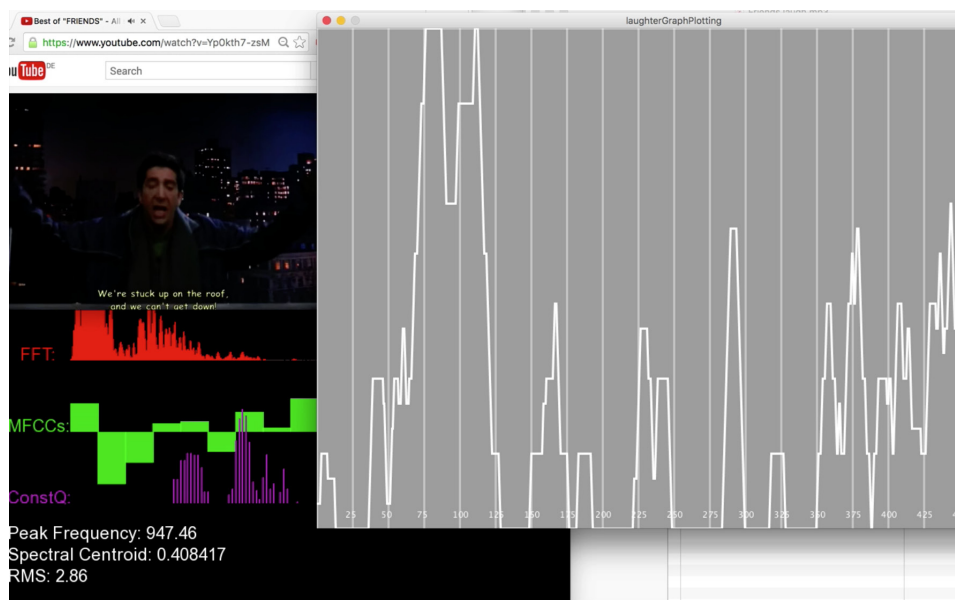 Best of "FRIENDS" - All
laughterGraphPlotting
https://www.youtube.com/watch?v=Yp0kth7-zsM
Tube DE
Search
We're stuck up on the roof,
and we can't get down!
FFT:
MFCCs:
ConstQ:
25 50 75 100 125 150 175 200 225 250 275 300 325 350 375 400 425
Peak Frequency: 947.46
Spectral Centroid: 0.408417
RMS: 2.86